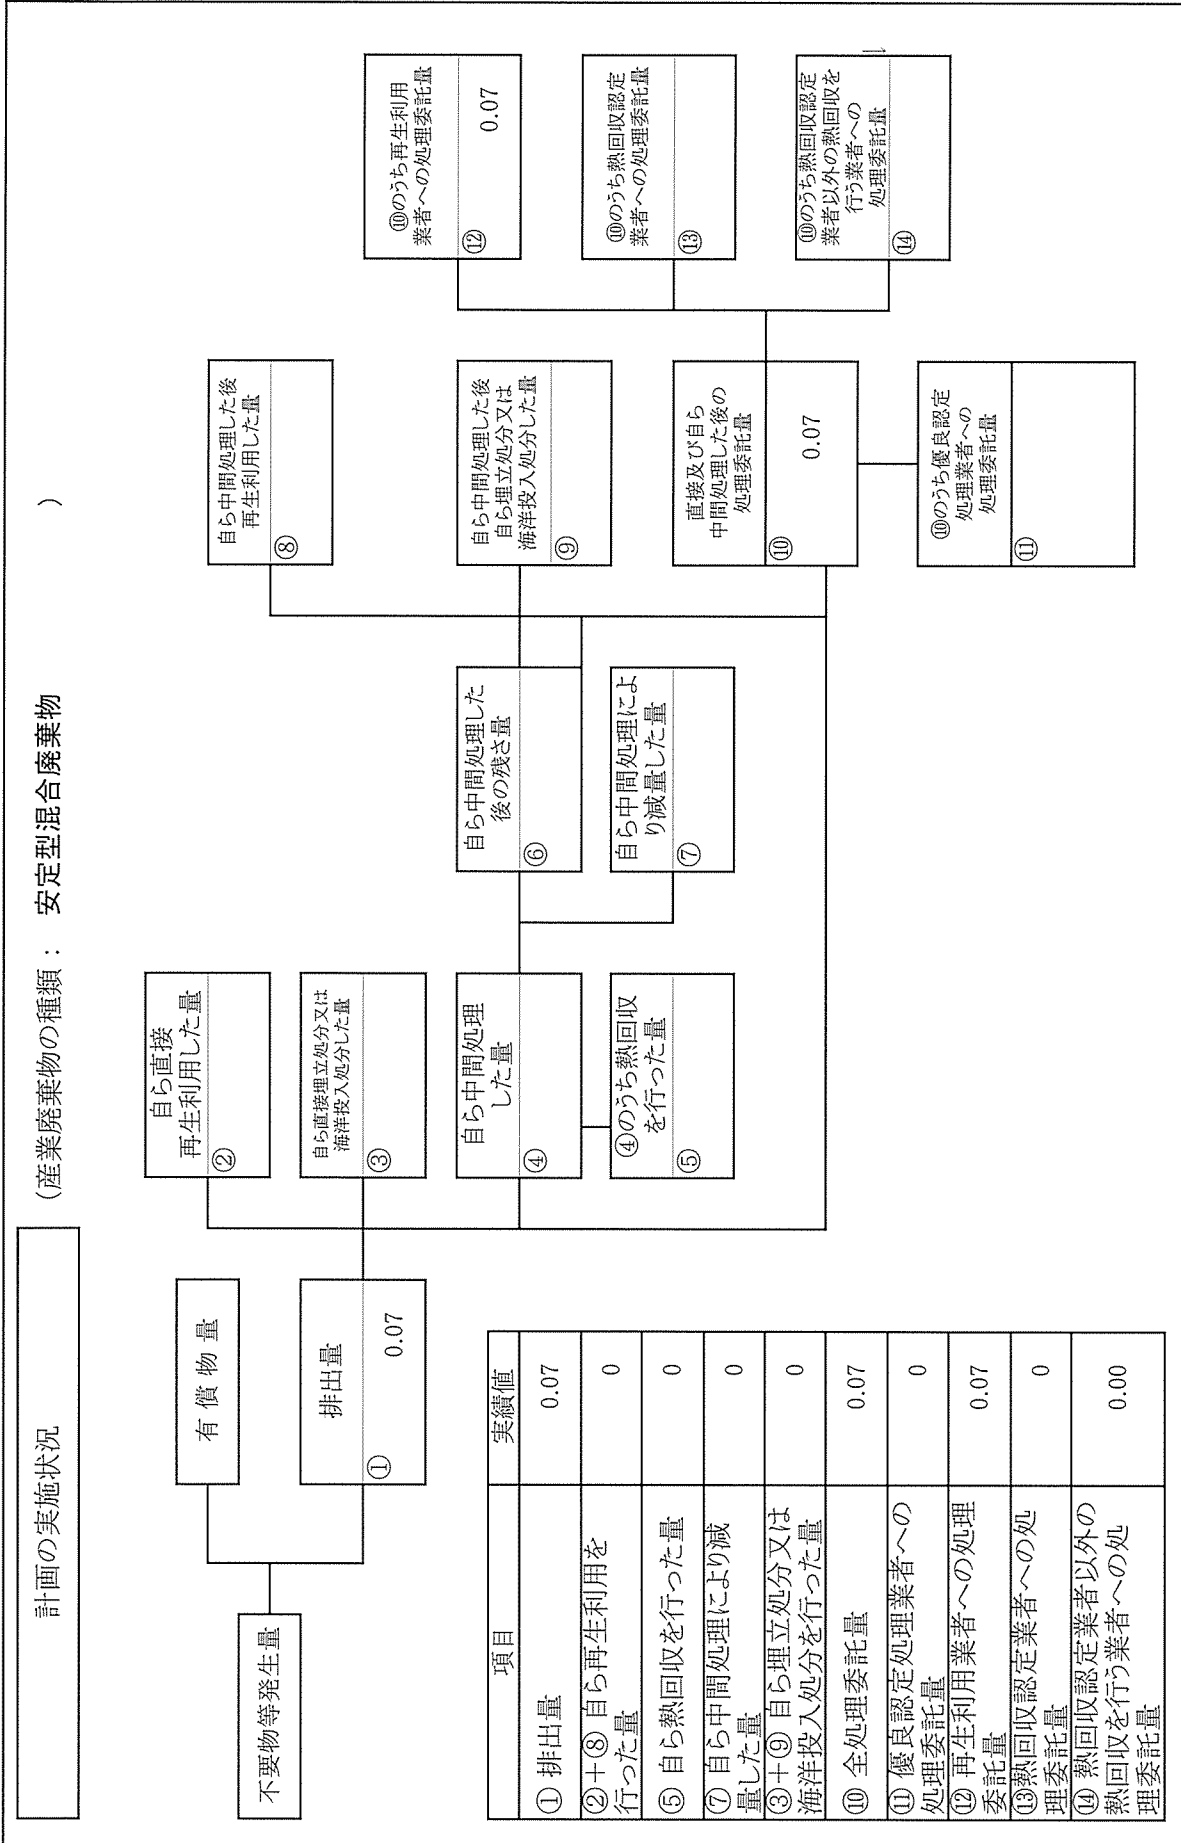 計画の実施状況
(産業廃棄物の種類： 安定型混合廃棄物 )
不要物等発生量
有償物量
排出量
①
0.07
自ら直接
再生利用した量
②
自ら直接埋立処分又は
海洋投入処分した量
③
自ら中間処理
した量
④
④のうち熱回収
を行った量
⑤
自ら中間処理した
後の残さ量
⑥
自ら中間処理によ
り減量した量
⑦
自ら中間処理した後
再生利用した量
⑧
自ら中間処理した後
自ら埋立処分又は
海洋投入処分した量
⑨
直接及び自ら
中間処理した後の
処理委託量
⑩
0.07
⑩のうち優良認定
処理業者への
処理委託量
⑪
⑩のうち再生利用
業者への処理委託量
⑫
0.07
⑩のうち熱回収認定
業者への処理委託量
⑬
⑩のうち熱回収認定
業者以外の熱回収を
行う業者への
処理委託量
⑭
項目 実績値
① 排出量 0.07
②＋⑧ 自ら再生利用を
行った量 0
⑤ 自ら熱回収を行った量 0
⑦ 自ら中間処理により減
量した量 0
③＋⑨ 自ら埋立処分又は
海洋投入処分を行った量 0
⑩ 全処理委託量 0.07
⑪ 優良認定処理業者への
処理委託量 0
⑫ 再生利用業者への処理
委託量 0.07
⑬熱回収認定業者への処
理委託量 0
⑭ 熱回収認定業者以外の
熱回収を行う業者への処
理委託量 0.00